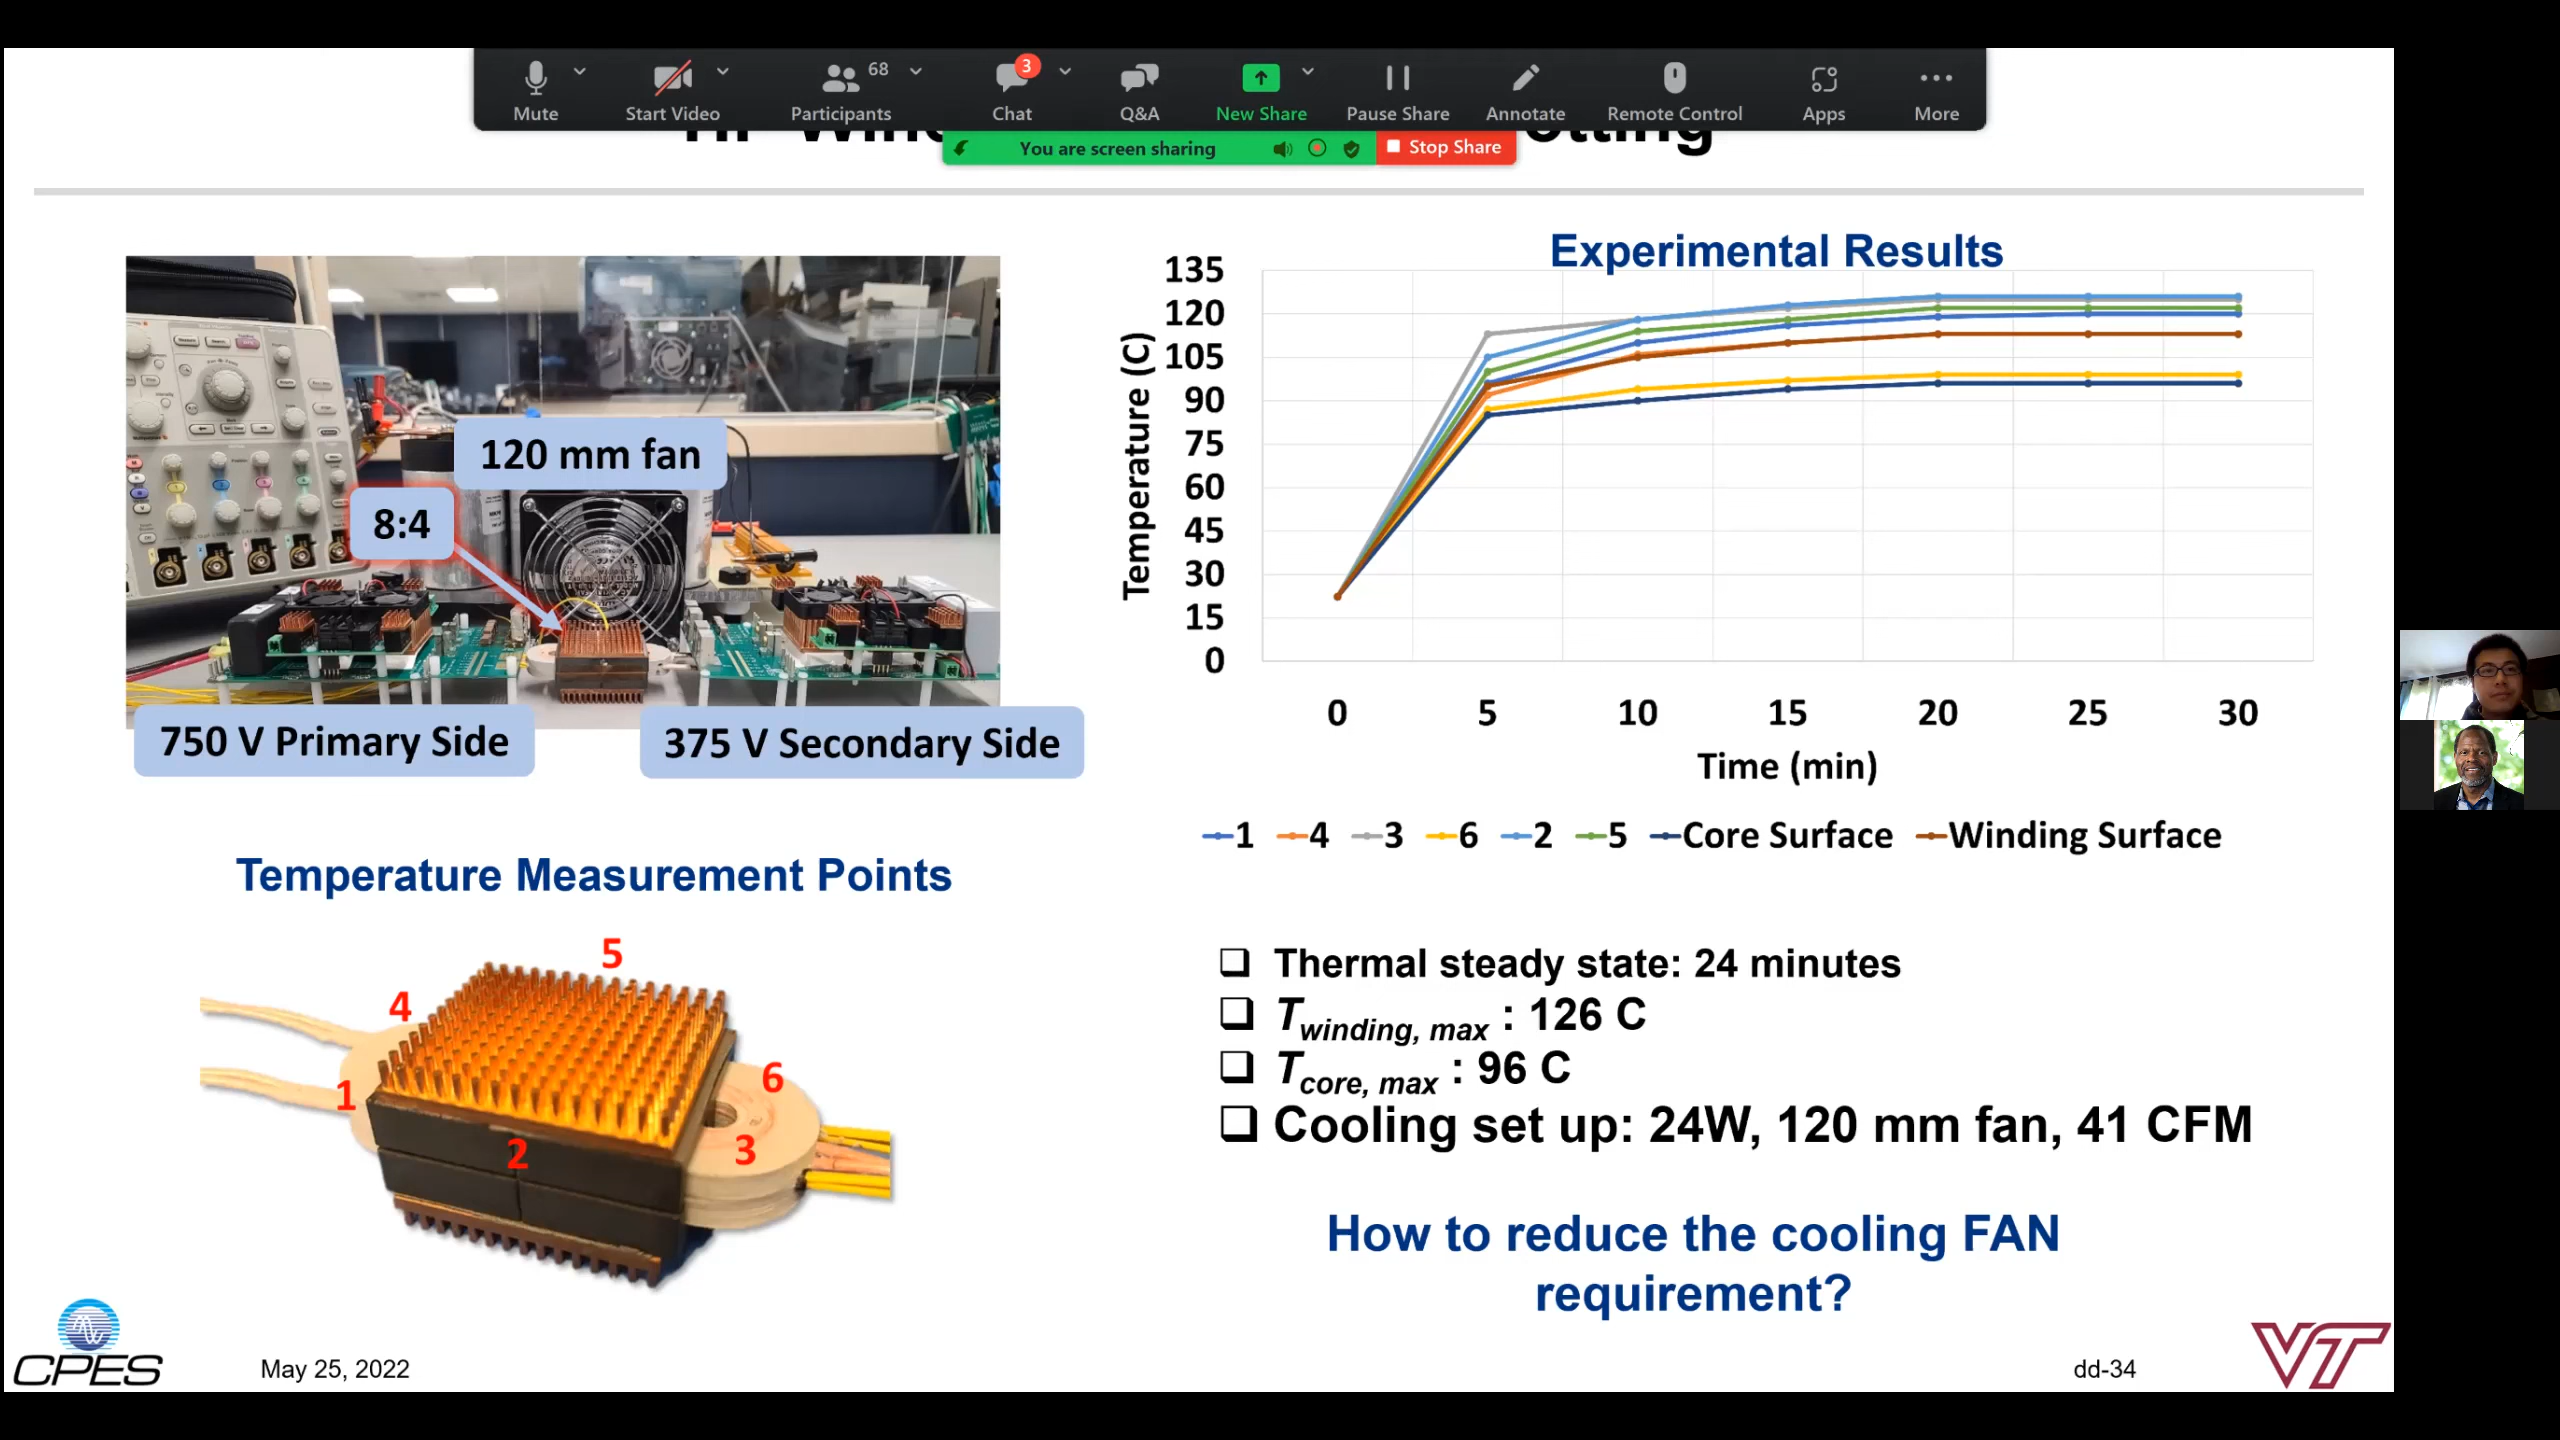 Mute
Start Video
68
Participants
3
Chat
Q&A
New Share
Pause Share
Annotate
Remote Control
Apps
More
You are screen sharing
Stop Share
120 mm fan
8:4
750 V Primary Side
375 V Secondary Side
Experimental Results
Temperature (C)
135
120
105
90
75
60
45
30
15
0
0 5 10 15 20 25 30
Time (min)
1 4 3 6 2 5 Core Surface Winding Surface
Temperature Measurement Points
5
4
6
1
2
3
❑ Thermal steady state: 24 minutes
❑ Twinding, max : 126 C
❑ Tcore, max : 96 C
❑ Cooling set up: 24W, 120 mm fan, 41 CFM
How to reduce the cooling FAN
requirement?
CPES
May 25, 2022
dd-34
VT